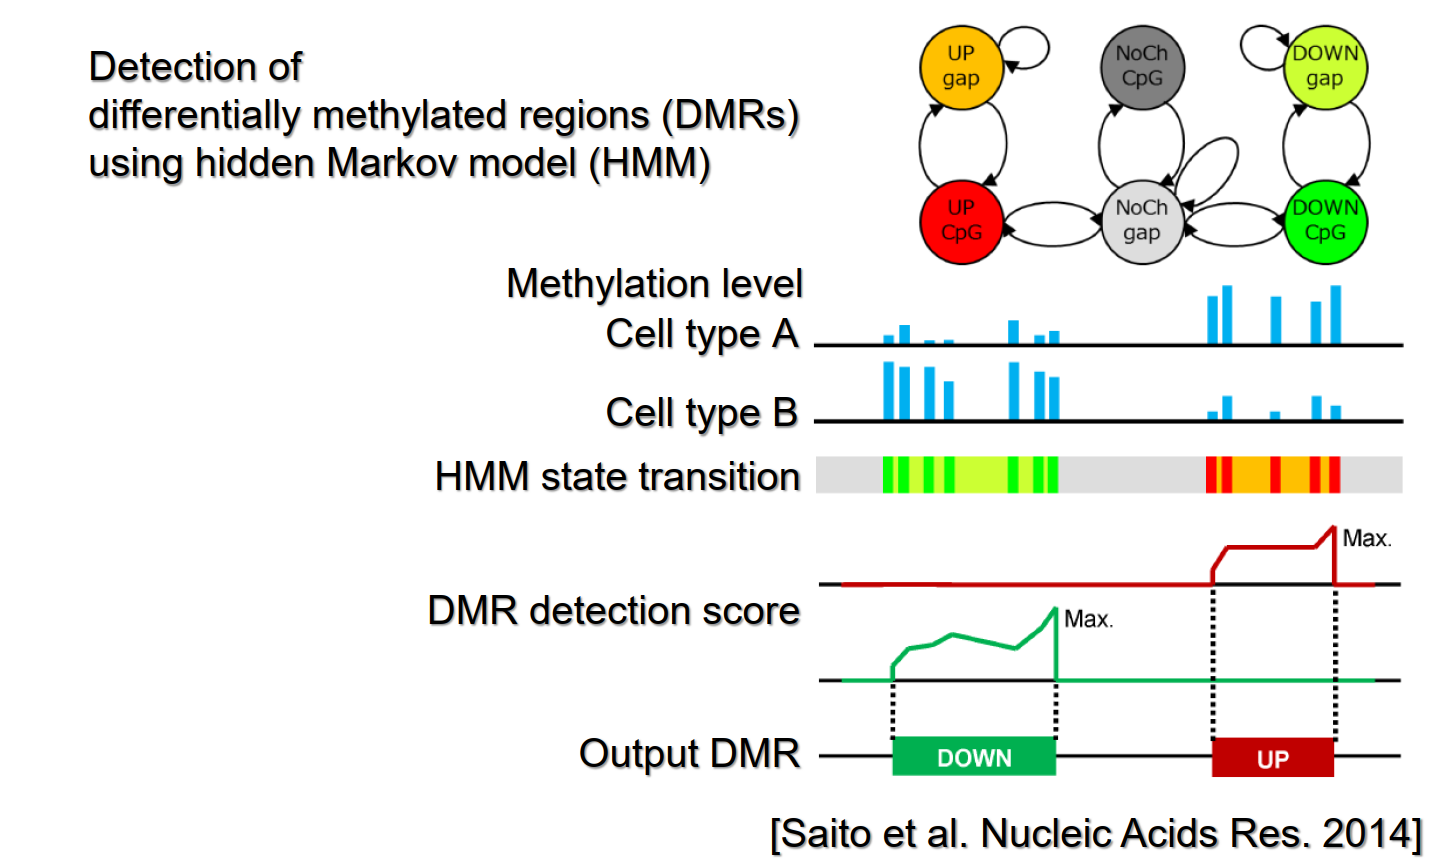 Detection of
differentially methylated regions (DMRs)
using hidden Markov model (HMM)
UP
gap
NoCh
CpG
DOWN
gap
UP
CpG
NoCh
gap
DOWN
CpG
Methylation level
Cell type A
Cell type B
HMM state transition
DMR detection score
Max.
Max.
Output DMR
DOWN
UP
[Saito et al. Nucleic Acids Res. 2014]